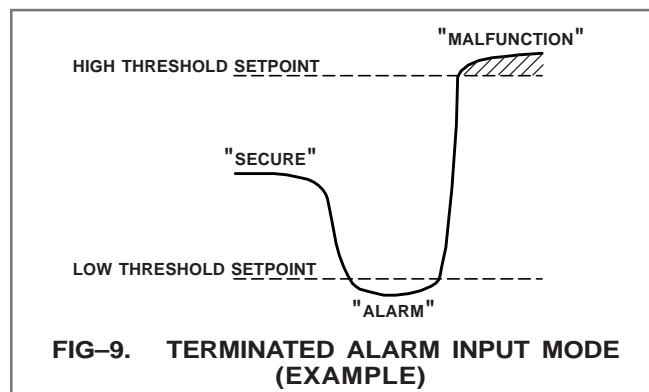 "MALFUNCTION"
HIGH THRESHOLD SETPOINT
"SECURE"
LOW THRESHOLD SETPOINT
"ALARM"
FIG–9. TERMINATED ALARM INPUT MODE
(EXAMPLE)